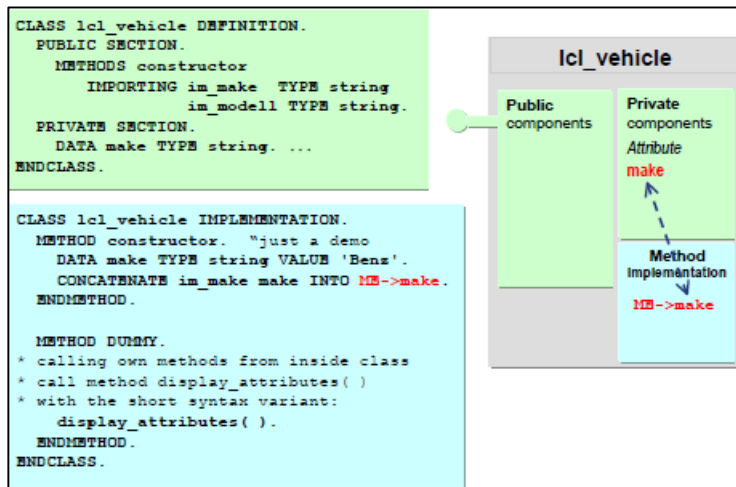 CLASS lcl_vehicle DEFINITION.
PUBLIC SECTION.
METHODS constructor
IMPORTING im_make TYPE string
im_modell TYPE string.
PRIVATE SECTION.
DATA make TYPE string. ...
ENDCLASS.
CLASS lcl_vehicle IMPLEMENTATION.
METHOD constructor. "just a demo
DATA make TYPE string VALUE 'Benz'.
CONCATENATE im_make make INTO ME->make.
ENDMETHOD.
METHOD DUMMY.
* calling own methods from inside class
* call method display_attributes( )
* with the short syntax variant:
display_attributes( ).
ENDMETHOD.
ENDCLASS.
lcl_vehicle
Public
components
Private
components
Attribute
make
Method
implementation
ME->make